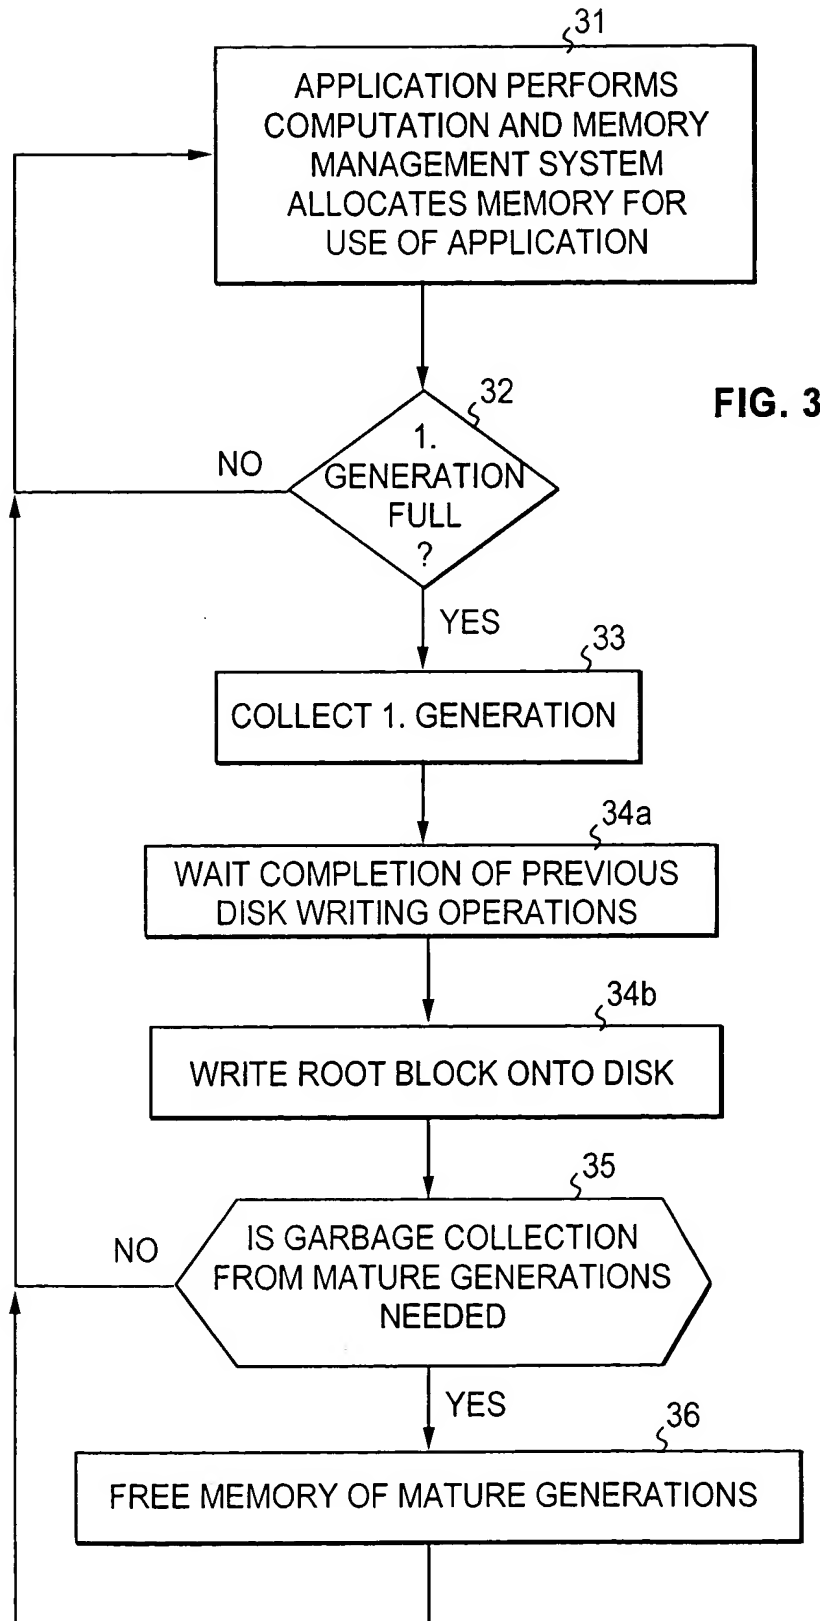 31
APPLICATION PERFORMS
COMPUTATION AND MEMORY
MANAGEMENT SYSTEM
ALLOCATES MEMORY FOR
USE OF APPLICATION
32
FIG. 3
1.
GENERATION
FULL
?
NO
YES
33
COLLECT 1. GENERATION
34a
WAIT COMPLETION OF PREVIOUS
DISK WRITING OPERATIONS
34b
WRITE ROOT BLOCK ONTO DISK
35
IS GARBAGE COLLECTION
FROM MATURE GENERATIONS
NEEDED
NO
YES
36
FREE MEMORY OF MATURE GENERATIONS